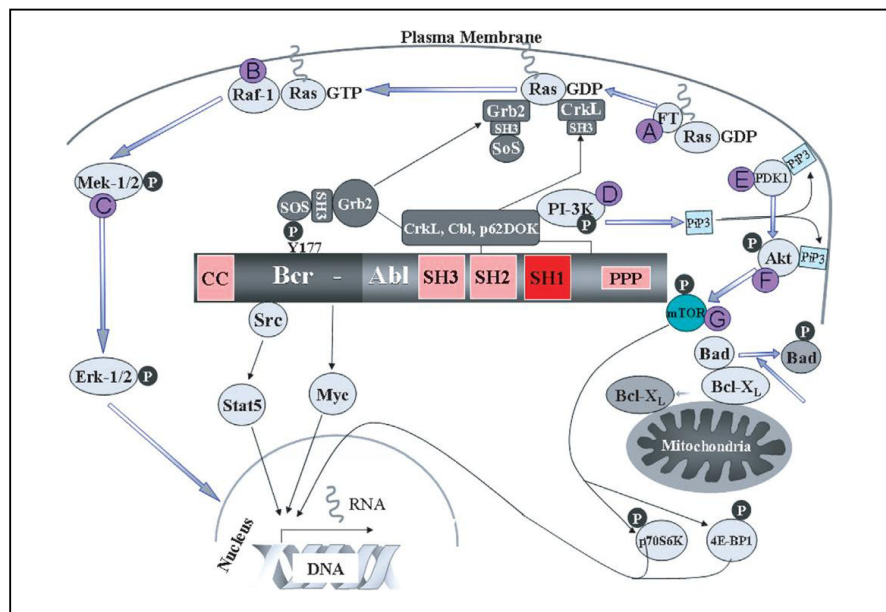 Plasma Membrane
B
Raf-1
Ras
GTP
Ras
GDP
Grb2
SH3
SoS
CrkL
SH3
FT
A
Ras
GDP
Mek-1/2
P
C
SOS
P
SH3
Grb2
Y177
CrkL, Cbl, p62DOK
PI-3K
D
P
PiP3
PiP3
E
PDK1
P
Akt
PiP3
F
CC
Bcr - Abl
SH3
SH2
SH1
PPP
P
mTOR
G
Src
Erk-1/2
P
Stat5
Myc
Bad
P
Bad
Bcl-XL
Bcl-XL
Mitochondria
Nucleus
RNA
DNA
P
p70S6K
P
4E-BP1